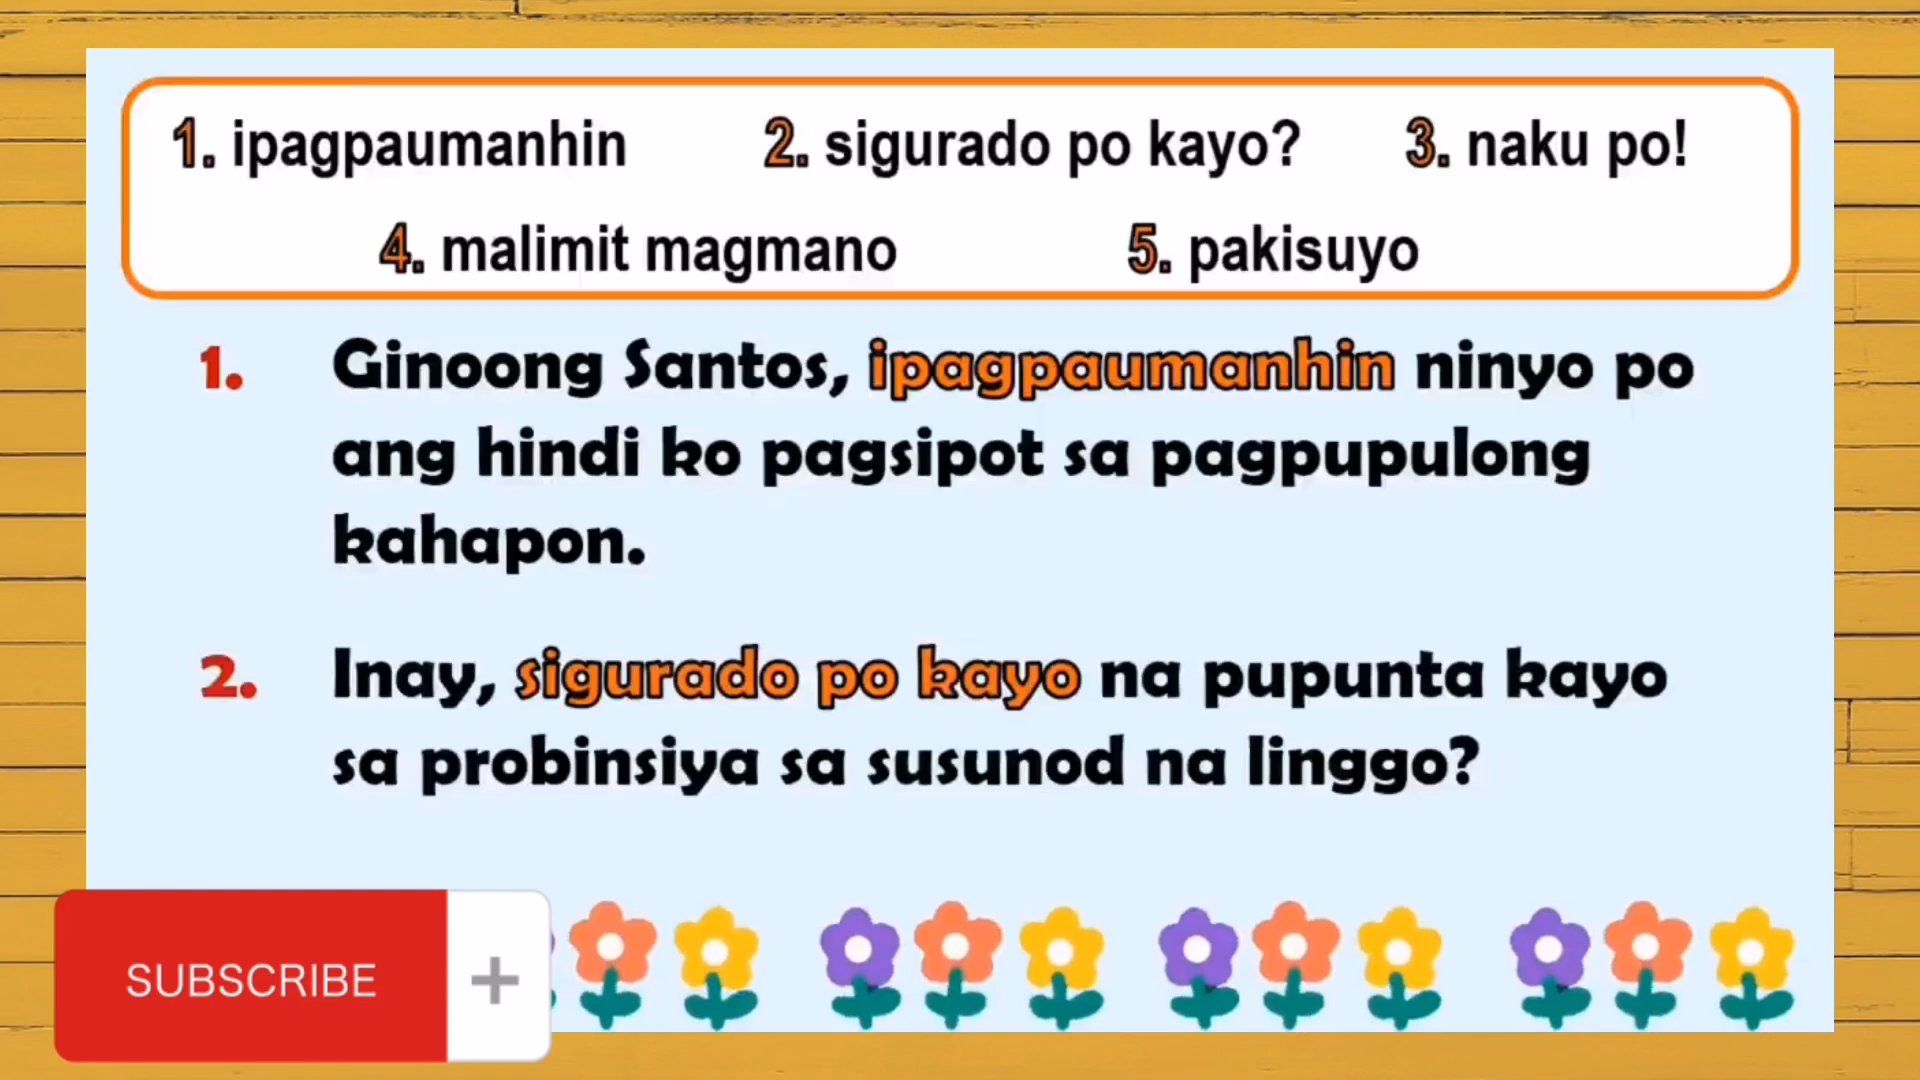 1. ipagpaumanhin 2. sigurado po kayo? 3. naku po!
4. malimit magmano 5. pakisuyo
1. Ginoong Santos, ipagpaumanhin ninyo po
ang hindi ko pagsipot sa pagpupulong
kahapon.
2. Inay, sigurado po kayo na pupunta kayo
sa probinsiya sa susunod na linggo?
SUBSCRIBE +